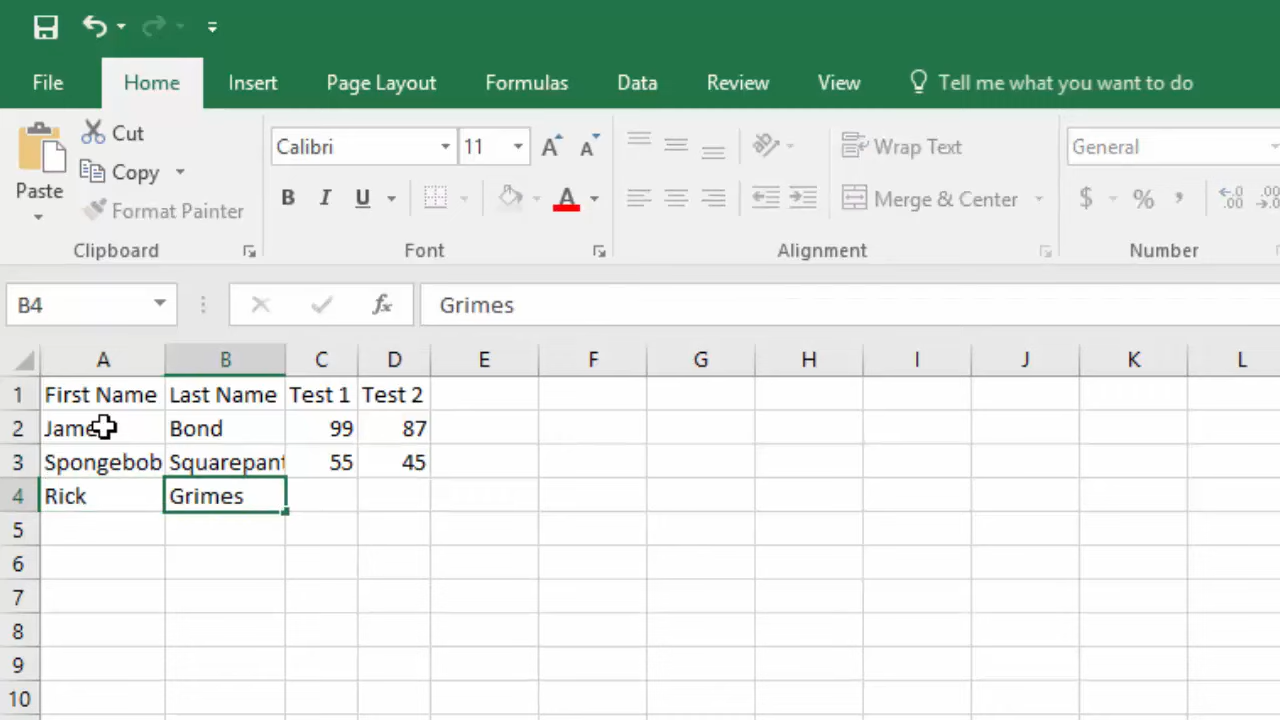 File Home Insert Page Layout Formulas Data Review View Tell me what you want to do
Cut
Calibri 11 A A Wrap Text General
Copy
Paste
B I U A Merge & Center $ % , .00
Format Painter
Clipboard Font Alignment Number
B4 fx Grimes
A B C D E F G H I J K L
1 First Name Last Name Test 1 Test 2
2 Jame Bond 99 87
3 Spongebob Squarepant 55 45
4 Rick Grimes
5
6
7
8
9
10